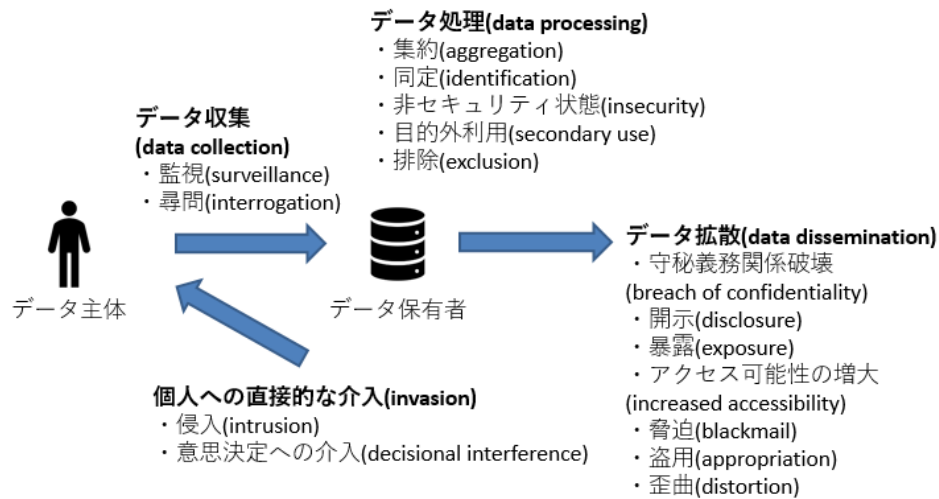 データ処理(data processing)
・集約(aggregation)
・同定(identification)
・非セキュリティ状態(insecurity)
・目的外利用(secondary use)
・排除(exclusion)
データ収集
(data collection)
・監視(surveillance)
・尋問(interrogation)
データ主体
データ保有者
データ拡散(data dissemination)
・守秘義務関係破壊
(breach of confidentiality)
・開示(disclosure)
・暴露(exposure)
・アクセス可能性の増大
(increased accessibility)
・脅迫(blackmail)
・盗用(appropriation)
・歪曲(distortion)
個人への直接的な介入(invasion)
・侵入(intrusion)
・意思決定への介入(decisional interference)